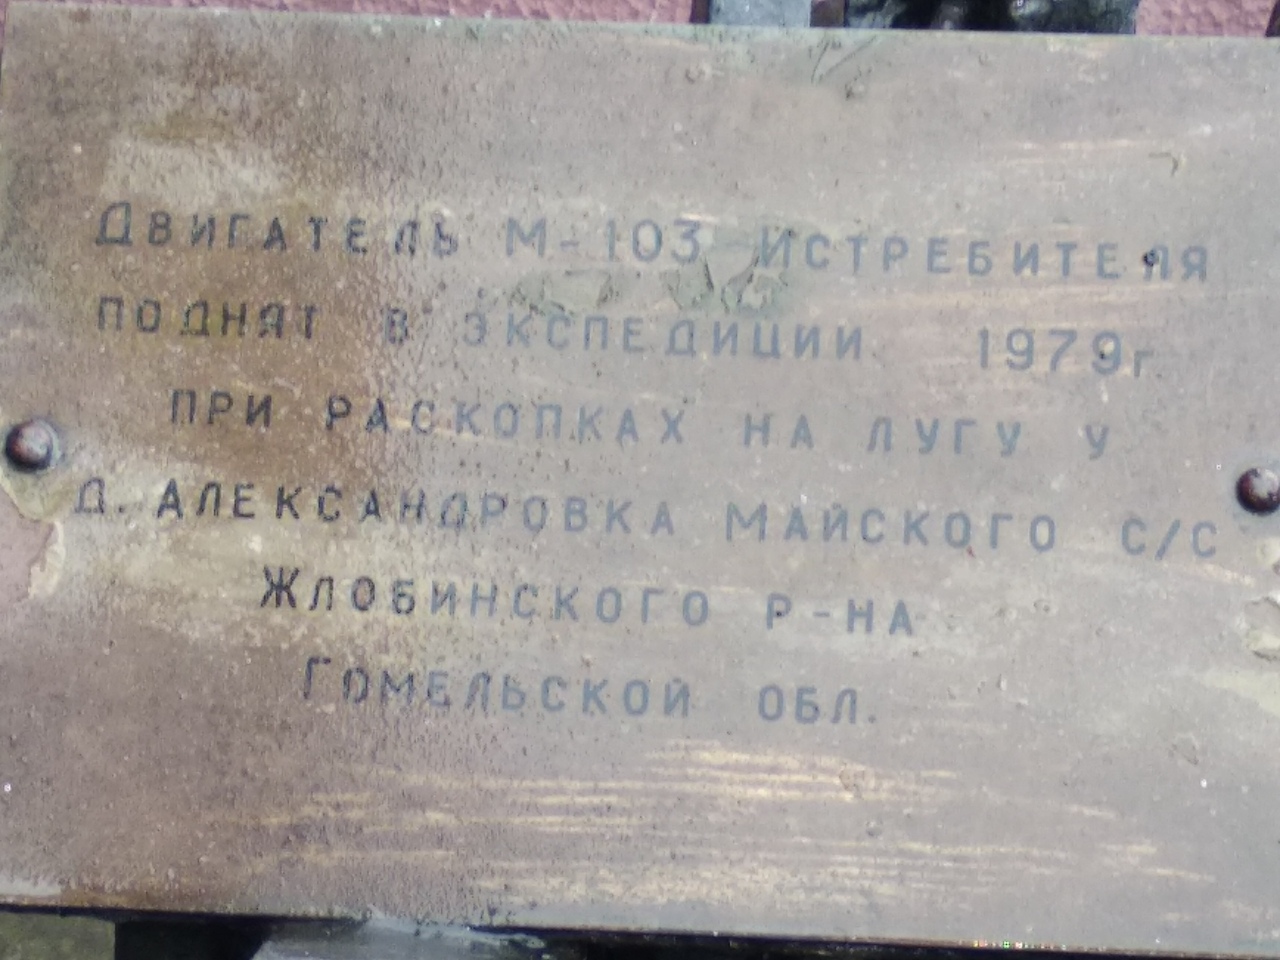 ДВИГАТЕЛЬ М-103 ИСТРЕБИТЕЛЯ
ПОДНЯТ В ЭКСПЕДИЦИИ 1979г.
ПРИ РАСКОПКАХ НА ЛУГУ У
Д. АЛЕКСАНДРОВКА МАЙСКОГО С/С
ЖЛОБИНСКОГО Р-НА
ГОМЕЛЬСКОЙ ОБЛ.